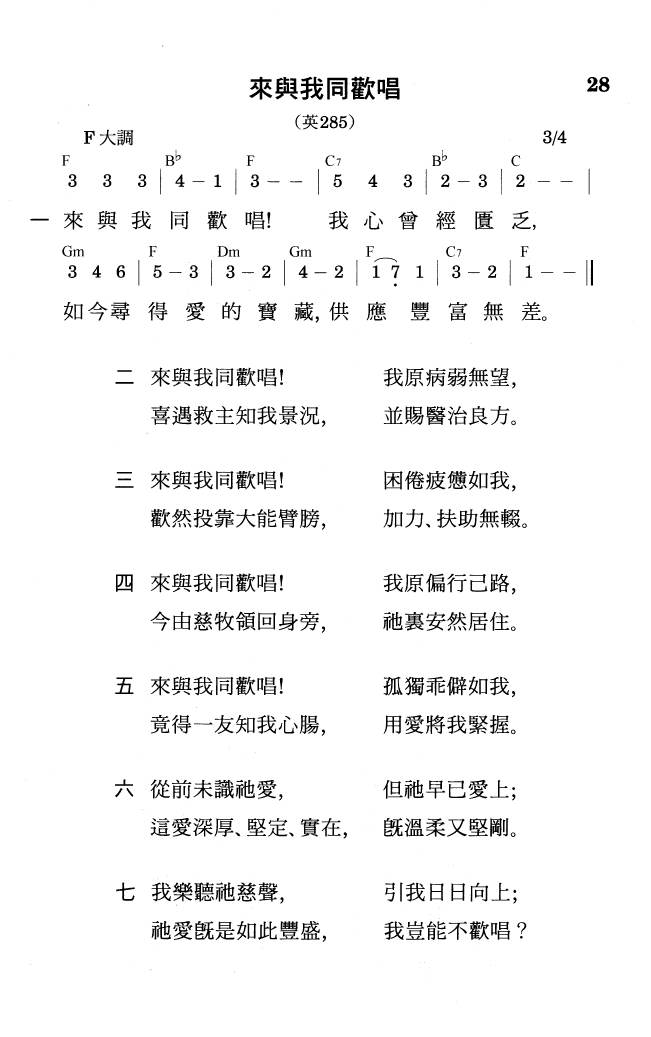 來與我同歡唱 28
(英285)
F大調 3/4
F B♭ F C7 B♭ C
3 3 3 | 4 – 1 | 3 – – | 5 4 3 | 2 – 3 | 2 – – |
一 來與我同歡唱! 我心曾經匱乏,
Gm F Dm Gm F C7 F
3 4 6 | 5 – 3 | 3 – 2 | 4 – 2 | 1 7̣ 1 | 3 – 2 | 1 – – ||
如今尋得愛的寶藏, 供應豐富無差。
二 來與我同歡唱! 我原病弱無望,
喜遇救主知我景況, 並賜醫治良方。
三 來與我同歡唱! 困倦疲憊如我,
歡然投靠大能臂膀, 加力、扶助無輟。
四 來與我同歡唱! 我原偏行己路,
今由慈牧領回身旁, 祂裏安然居住。
五 來與我同歡唱! 孤獨乖僻如我,
竟得一友知我心腸, 用愛將我緊握。
六 從前未識祂愛, 但祂早已愛上;
這愛深厚、堅定、實在, 旣溫柔又堅剛。
七 我樂聽祂慈聲, 引我日日向上;
祂愛旣是如此豐盛, 我豈能不歡唱?